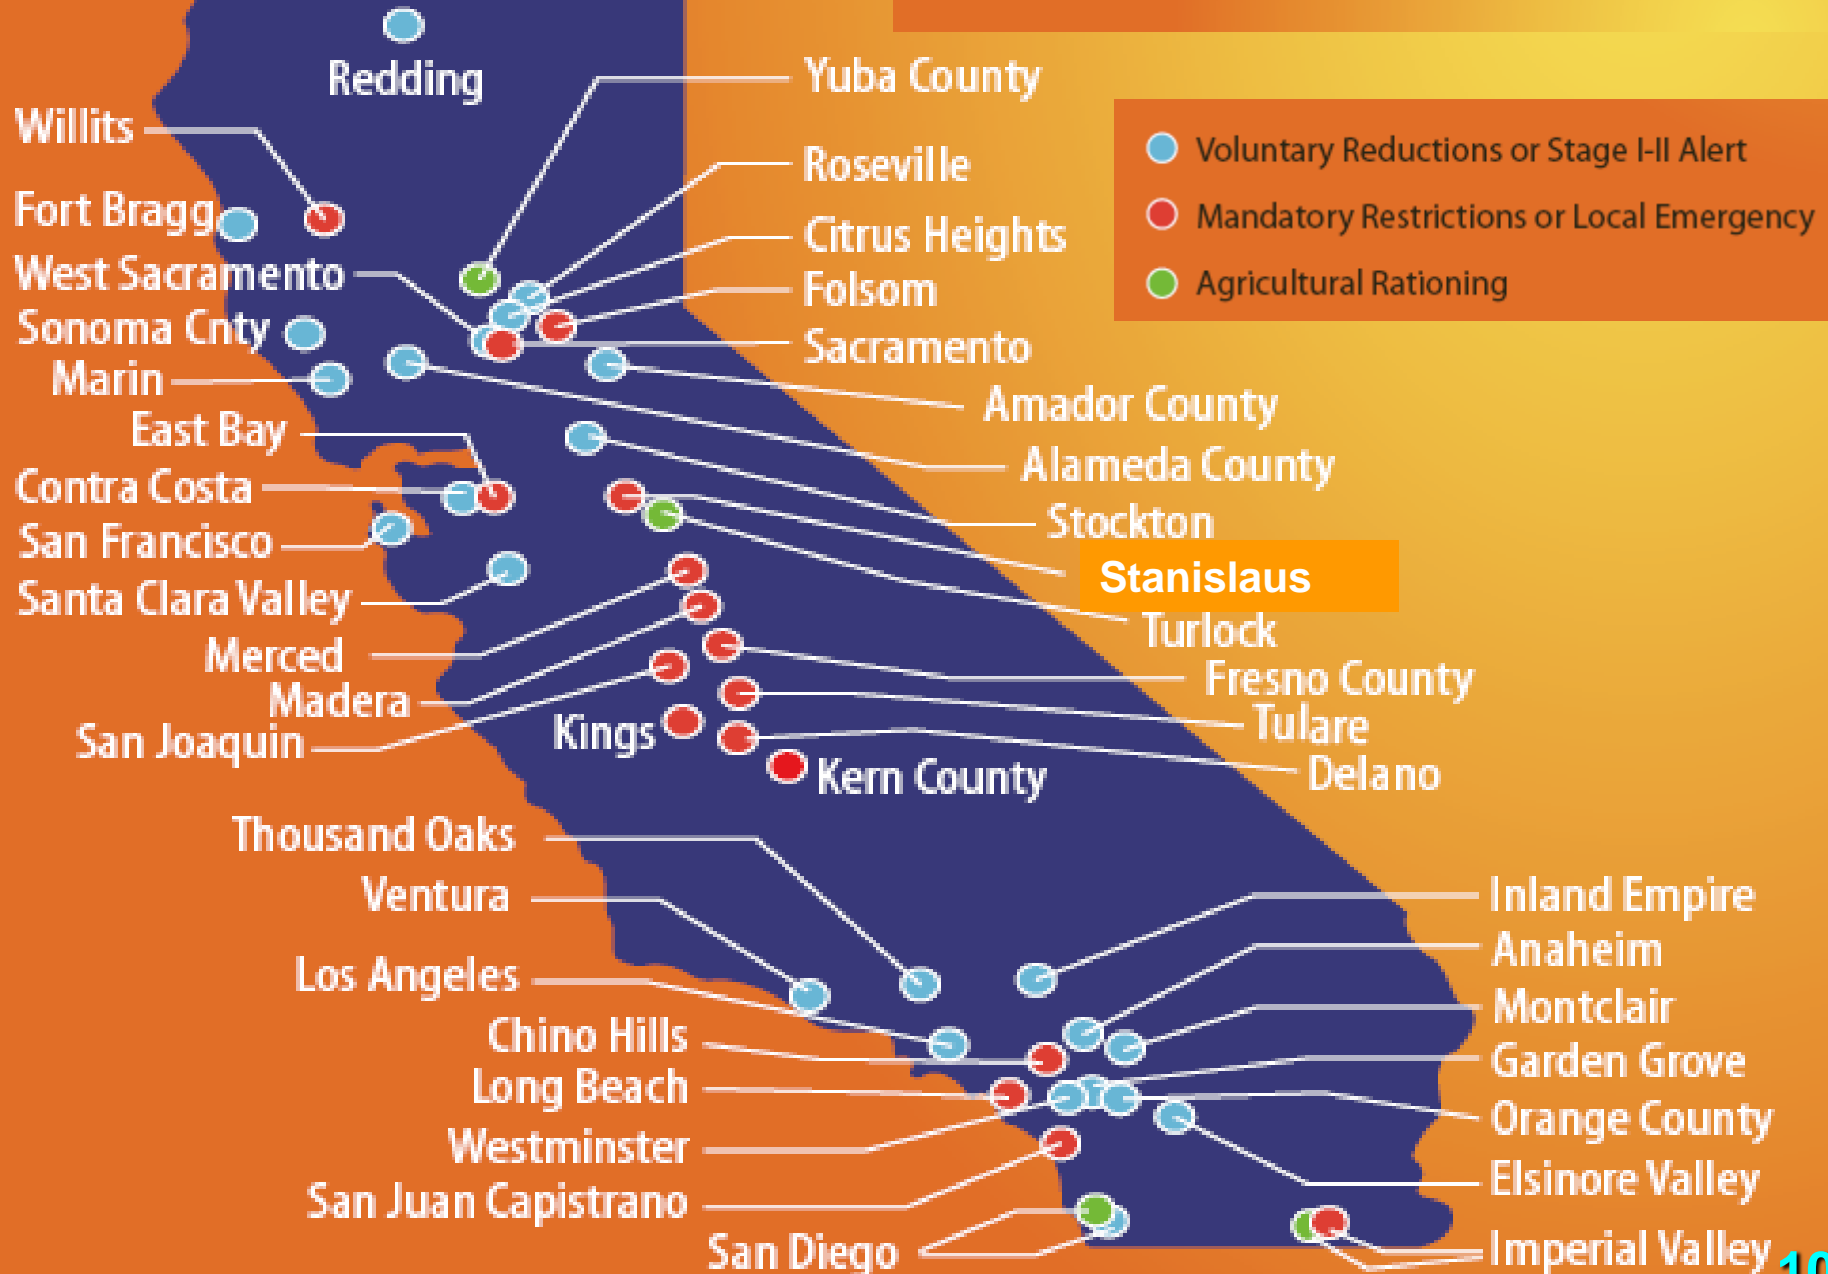 Redding
Yuba County
Willits
Roseville
Voluntary Reductions or Stage I-II Alert
Mandatory Restrictions or Local Emergency
Agricultural Rationing
Fort Bragg
Citrus Heights
West Sacramento
Folsom
Sonoma Cnty
Sacramento
Marin
Amador County
East Bay
Alameda County
Contra Costa
Stockton
San Francisco
Stanislaus
Santa Clara Valley
Turlock
Merced
Fresno County
Madera
Tulare
San Joaquin
Kings
Kern County
Delano
Thousand Oaks
Ventura
Inland Empire
Anaheim
Los Angeles
Montclair
Chino Hills
Garden Grove
Long Beach
Orange County
Westminster
Elsinore Valley
San Juan Capistrano
San Diego
Imperial Valley